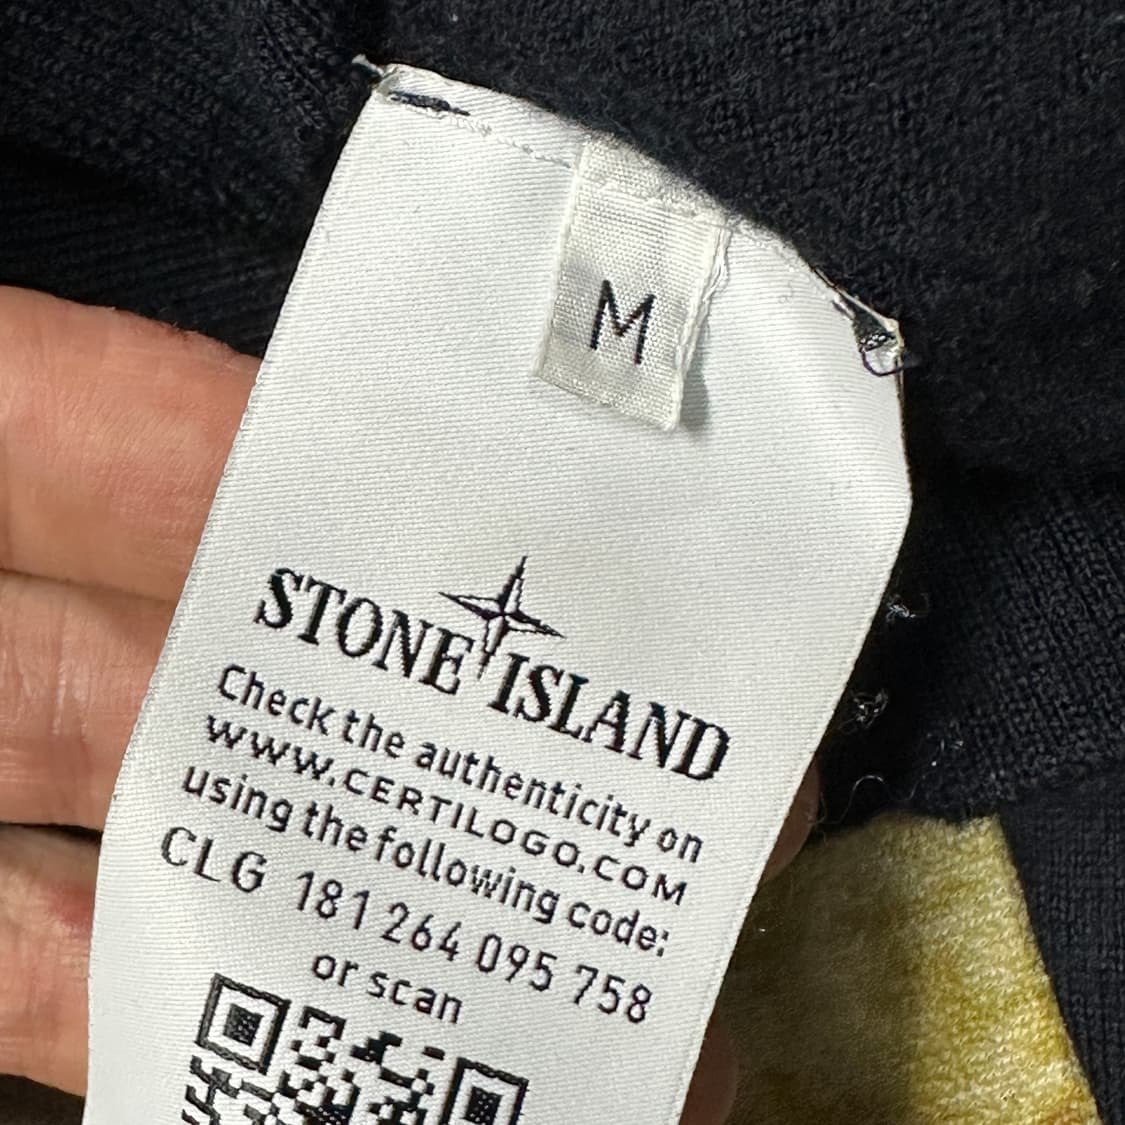 M
STONE ISLAND
Check the authenticity on
WWW.CERTILOGO.COM
using the following code:
CLG 181 264 095 758
or scan